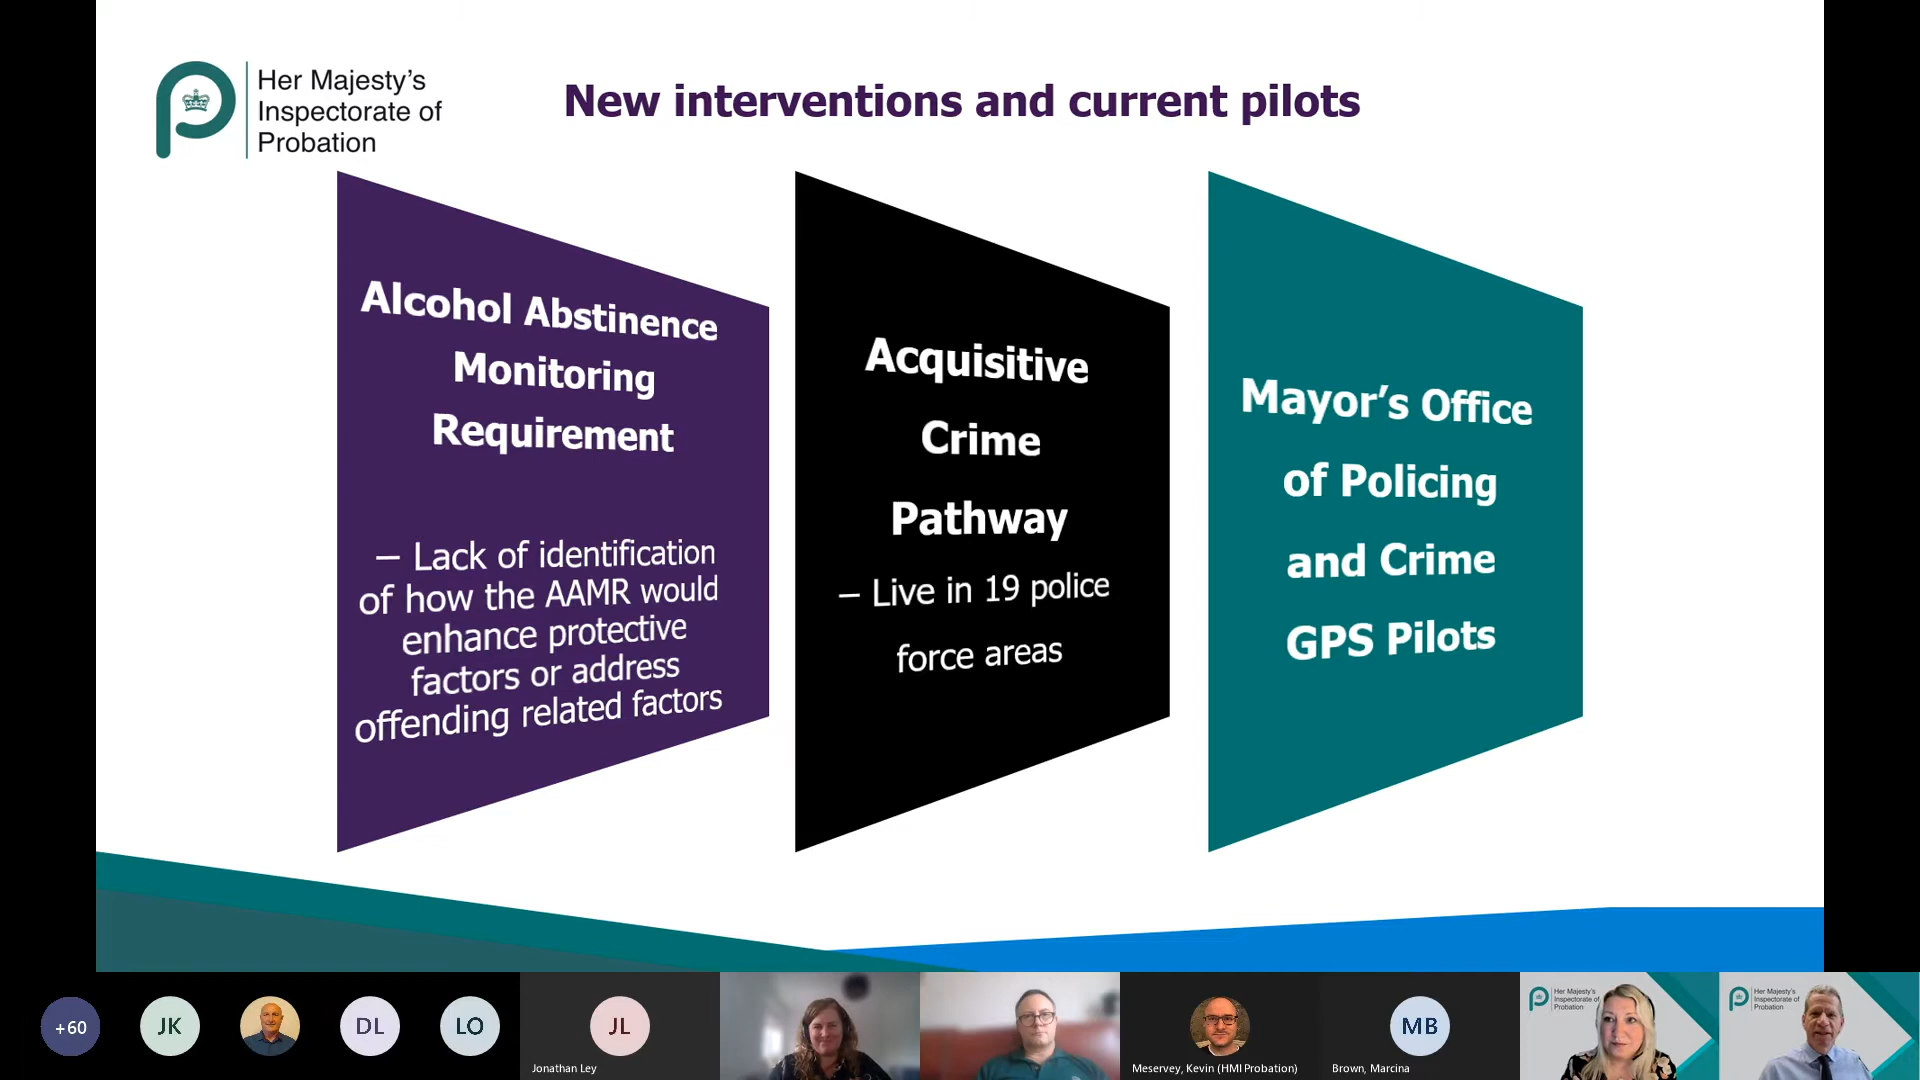 Her Majesty’s
Inspectorate of
Probation
New interventions and current pilots
Alcohol Abstinence
Monitoring
Requirement
– Lack of identification
of how the AAMR would
enhance protective
factors or address
offending related factors
Acquisitive
Crime
Pathway
– Live in 19 police
force areas
Mayor’s Office
of Policing
and Crime
GPS Pilots
+60
JK
DL
LO
JL
Jonathan Ley
Meservey, Kevin (HMI Probation)
MB
Brown, Marcina
Her Majesty’s
Inspectorate of
Probation
Her Majesty’s
Inspectorate of
Probation